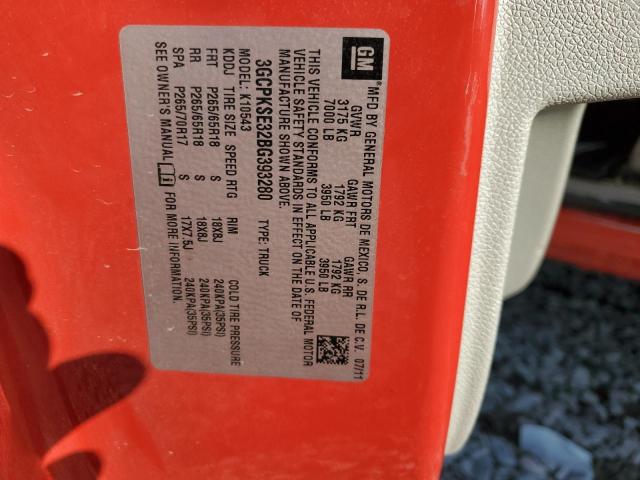 GM
MFD BY GENERAL MOTORS DE MEXICO, S. DE R.L. DE C.V. 07/11
GVWR GAWR FRT GAWR RR
3175 KG 1792 KG 1792 KG
7000 LB 3950 LB 3950 LB
THIS VEHICLE CONFORMS TO ALL APPLICABLE U.S. FEDERAL MOTOR
VEHICLE SAFETY STANDARDS IN EFFECT ON THE DATE OF
MANUFACTURE SHOWN ABOVE.
3GCPKSE32BG393280 TYPE: TRUCK
MODEL: K10543
KDDJ TIRE SIZE SPEED RTG RIM COLD TIRE PRESSURE
FRT P265/65R18 S 18X8J 240KPA(35PSI)
RR P265/65R18 S 18X8J 240KPA(35PSI)
SPA P265/70R17 S 17X7.5J 240KPA(35PSI)
SEE OWNER'S MANUAL FOR MORE INFORMATION.